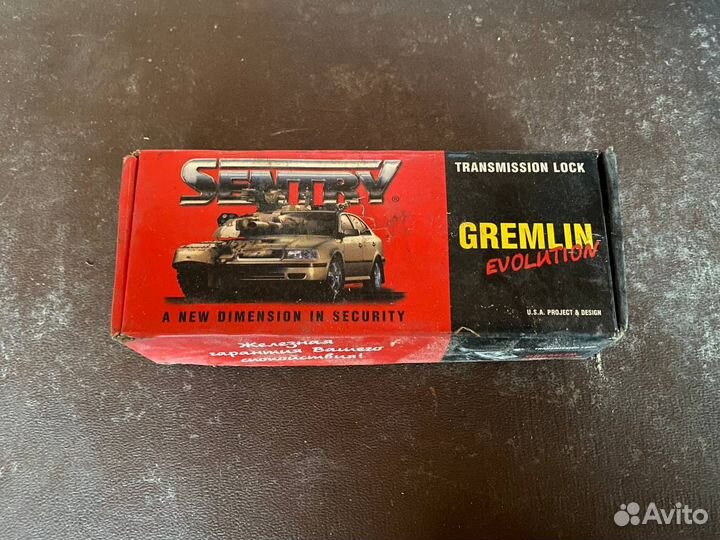 SENTRY®
A NEW DIMENSION IN SECURITY
TRANSMISSION LOCK
GREMLIN
EVOLUTION
U.S.A. PROJECT & DESIGN
Железная
гарантия Вашего
спокойствия!
Avito